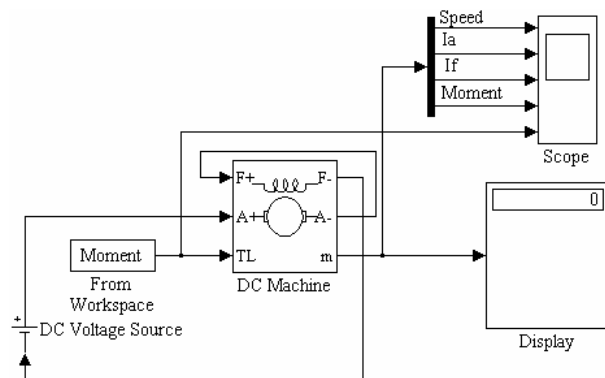 Speed
Ia
If
Moment
Scope
F+ F-
A+ A-
TL m
DC Machine
Moment
From
Workspace
+
DC Voltage Source
0
Display